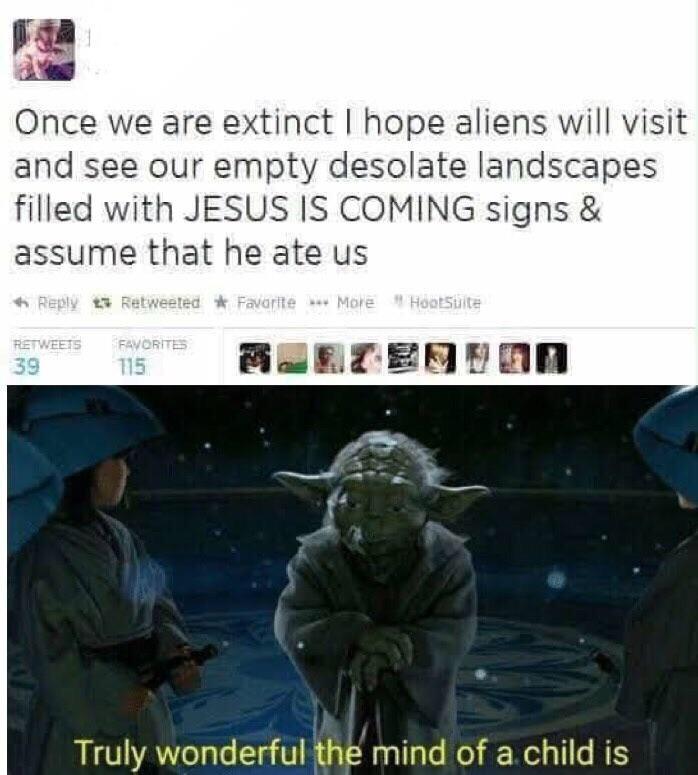 Once we are extinct I hope aliens will visit
and see our empty desolate landscapes
filled with JESUS IS COMING signs &
assume that he ate us
Reply Retweeted Favorite More HootSuite
RETWEETS FAVORITES
39 115
Truly wonderful the mind of a child is